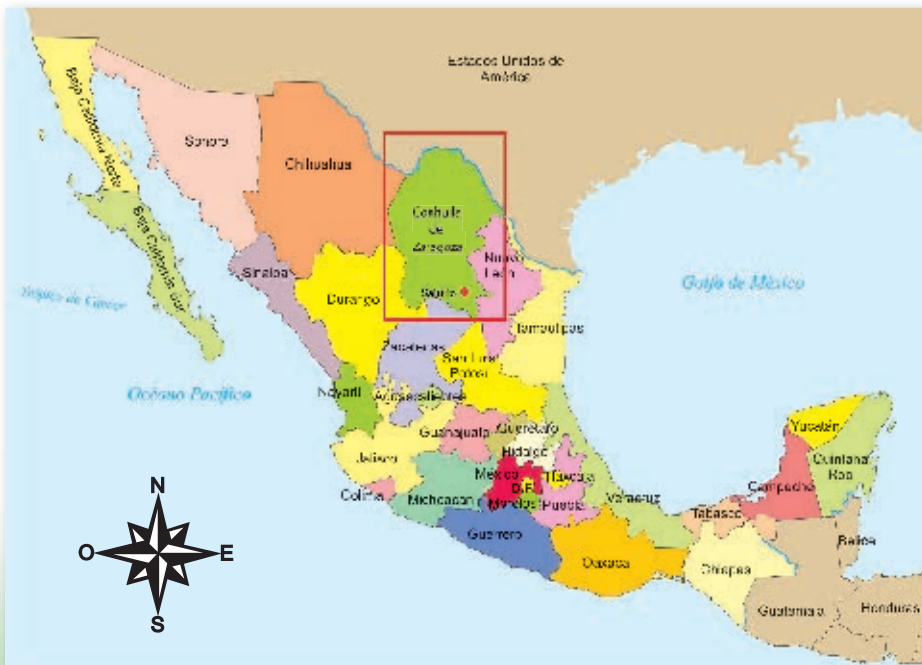 Estados Unidos de
América
Baja California Norte
Sonora
Chihuahua
Coahuila
de
Zaragoza
Nuevo
León
Baja California Sur
Sinaloa
Durango
Saltillo
Tamaulipas
Golfo de México
Trópico de Cáncer
Zacatecas
San Luis
Potosí
Océano Pacífico
Nayarit
Aguascalientes
Yucatán
Guanajuato
Querétaro
Hidalgo
Quintana
Roo
Jalisco
México
Tlaxcala
Campeche
D.F.
Colima
Michoacán
Morelos
Puebla
Veracruz
Tabasco
Guerrero
Belice
Oaxaca
Chiapas
Guatemala
Honduras
N
O
E
S